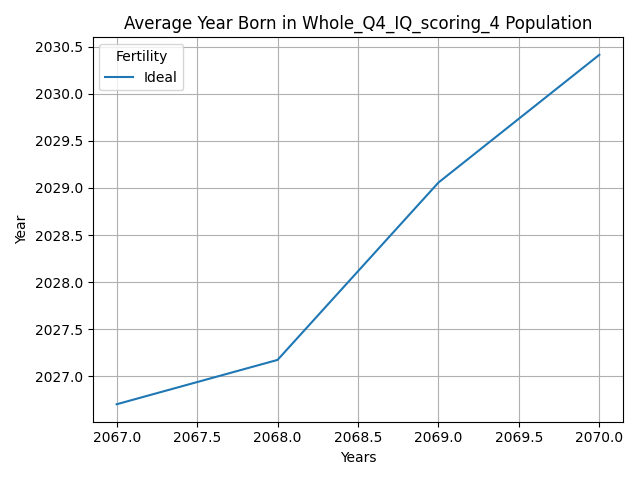 Average Year Born in Whole_Q4_IQ_scoring_4 Population
Fertility
Ideal
Year
2030.5
2030.0
2029.5
2029.0
2028.5
2028.0
2027.5
2027.0
2067.0 2067.5 2068.0 2068.5 2069.0 2069.5 2070.0
Years